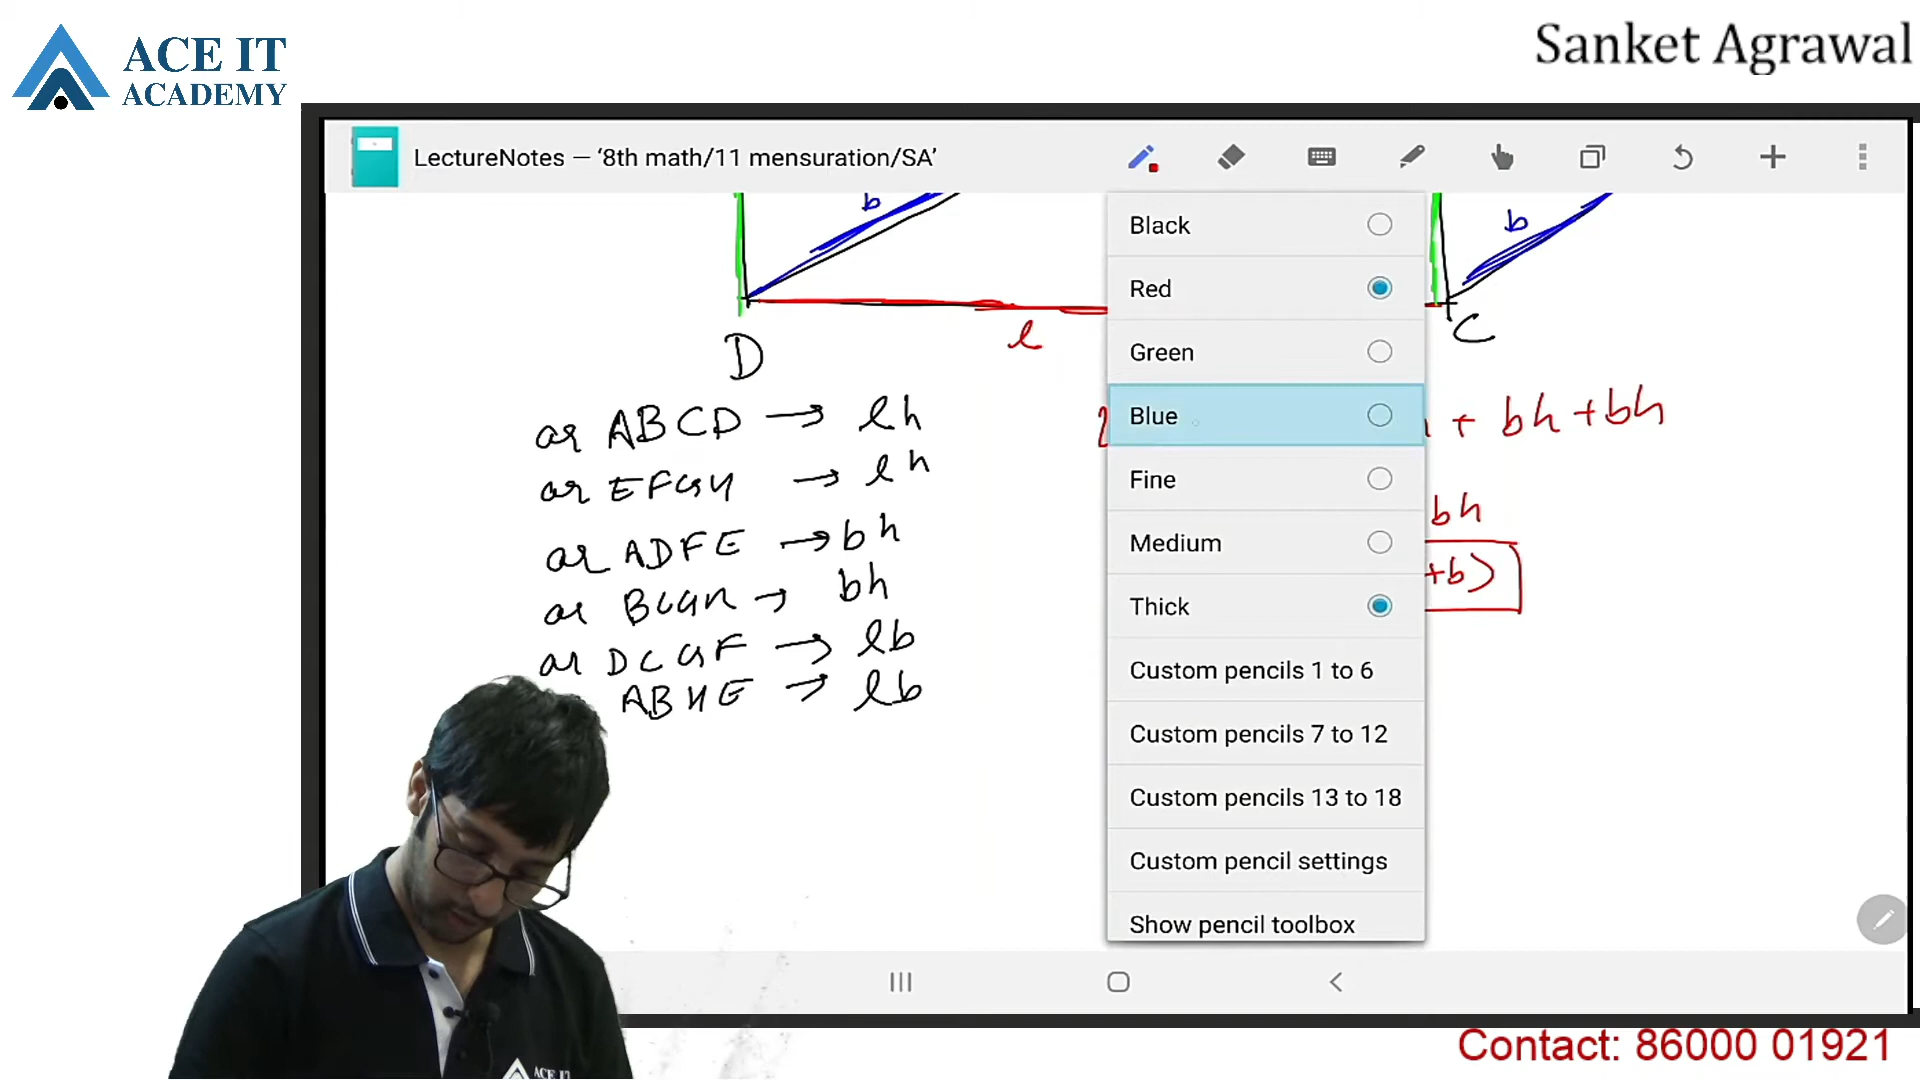 ACE IT
ACADEMY
Sanket Agrawal
LectureNotes — ‘8th math/11 mensuration/SA’
b
b
l
D
C
Black
Red
Green
Blue
Fine
Medium
Thick
Custom pencils 1 to 6
Custom pencils 7 to 12
Custom pencils 13 to 18
Custom pencil settings
Show pencil toolbox
ar ABCD → lh
ar EFGH → lh
ar ADFE → bh
ar BCGH → bh
ar DCGF → lb
ABHE → lb
+ bh + bh
bh
+b)
ACE IT
Contact: 86000 01921